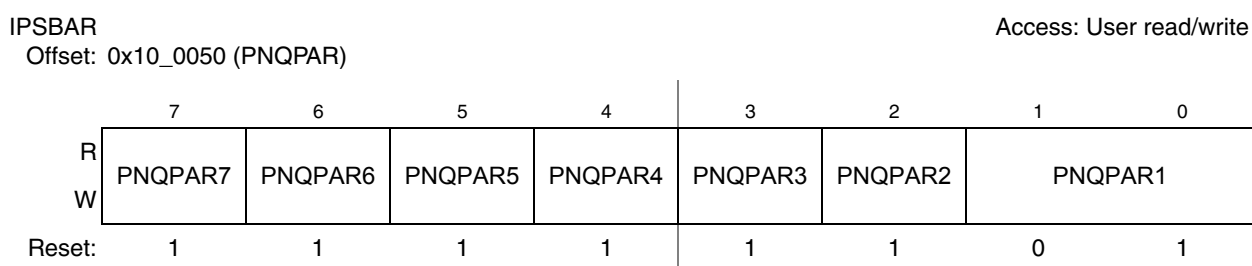 IPSBAR Access: User read/write
Offset: 0x10_0050 (PNQPAR)
7 6 5 4 3 2 1 0
R
PNQPAR7 PNQPAR6 PNQPAR5 PNQPAR4 PNQPAR3 PNQPAR2 PNQPAR1
W
Reset: 1 1 1 1 1 1 0 1